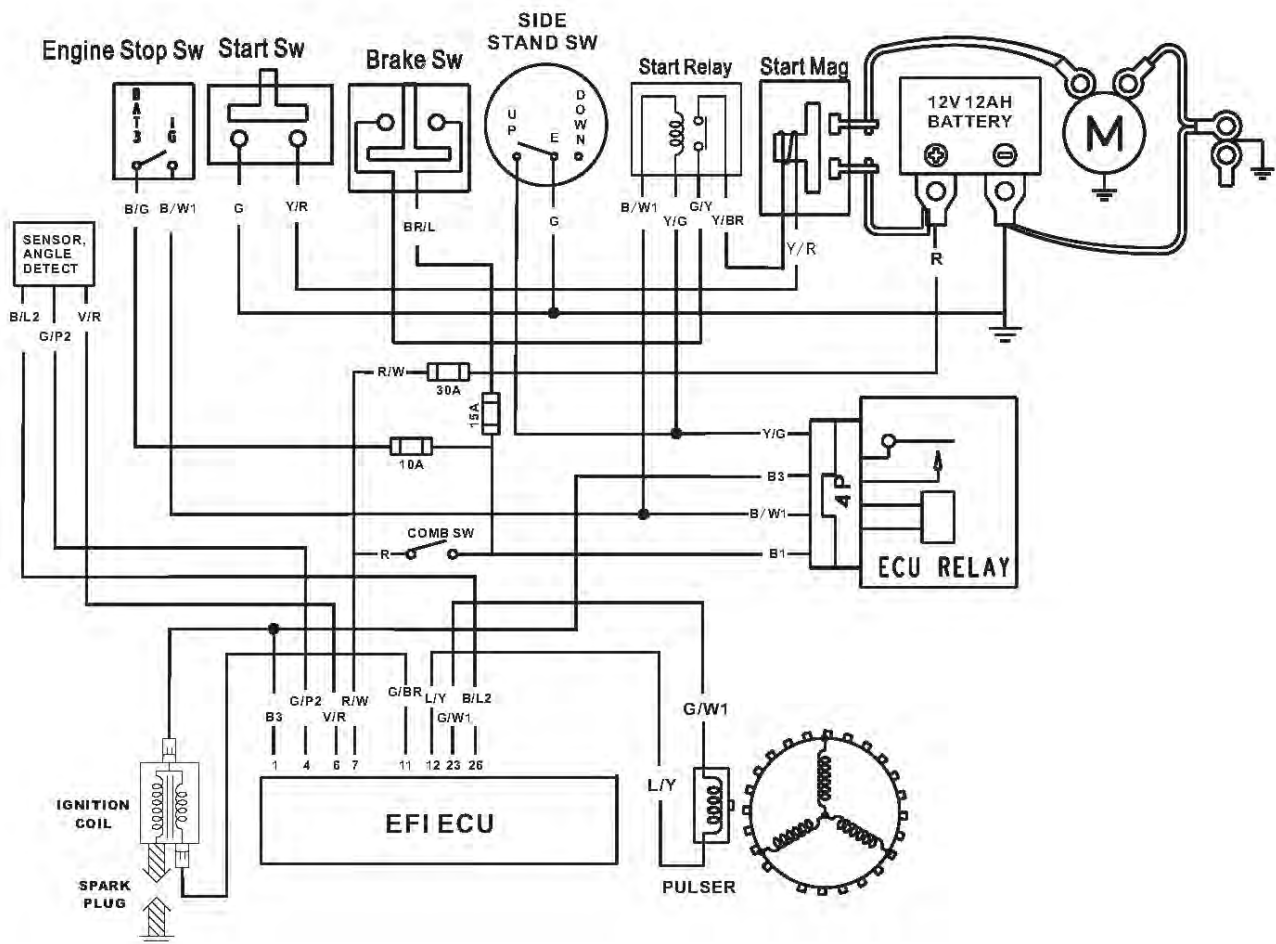 SIDE
STAND SW
Engine Stop Sw
Start Sw
Brake Sw
Start Relay
Start Mag
BAT3
IG
UP
E
DOWN
12V 12AH
BATTERY
M
B/G
B/W1
G
Y/R
BR/L
G
B/W1
Y/G
G/Y
Y/BR
Y/R
R
SENSOR,
ANGLE
DETECT
B/L2
G/P2
V/R
R/W
30A
15A
10A
Y/G
B3
B/W1
B1
4P
ECU RELAY
COMB SW
R
B3
G/P2
V/R
R/W
G/BR
L/Y
G/W1
B/L2
1
4
6
7
11
12
23
26
EFI ECU
G/W1
L/Y
IGNITION
COIL
SPARK
PLUG
PULSER